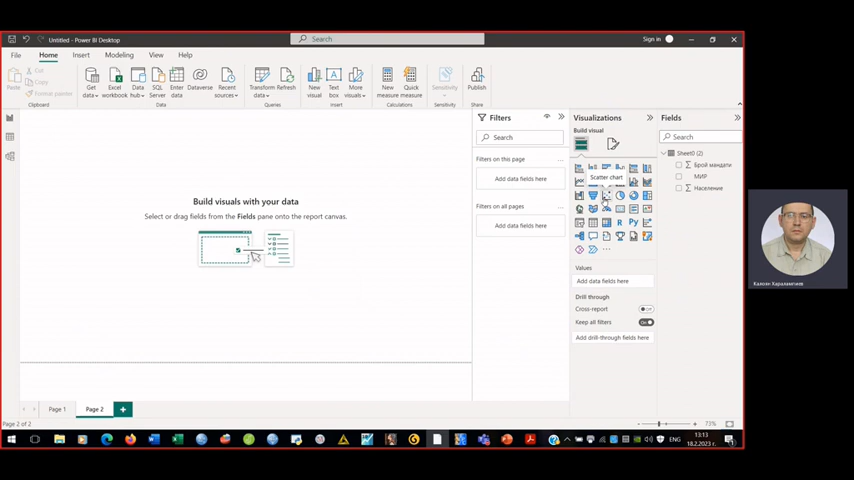 Untitled - Power BI Desktop
Search
Sign in
File
Home
Insert
Modeling
View
Help
Paste
Cut
Copy
Format painter
Clipboard
Get data
Excel workbook
Data hub
SQL Server
Enter data
Dataverse
Recent sources
Data
Transform data
Refresh
Queries
New visual
Text box
More visuals
Insert
New measure
Quick measure
Calculations
Sensitivity
Sensitivity
Publish
Share
Build visuals with your data
Select or drag fields from the Fields pane onto the report canvas.
Filters
Search
Filters on this page
...
Add data fields here
Filters on all pages
...
Add data fields here
Visualizations
Build visual
Scatter chart
R
Py
...
Values
Add data fields here
Drill through
Cross-report
Off
Keep all filters
On
Add drill-through fields here
Fields
Search
Sheet0 (2)
Брой мандати
МИР
Население
Page 1
Page 2
Page 2 of 2
73%
ENG
13:13
18.2.2023 г.
Калоян Харалампиев